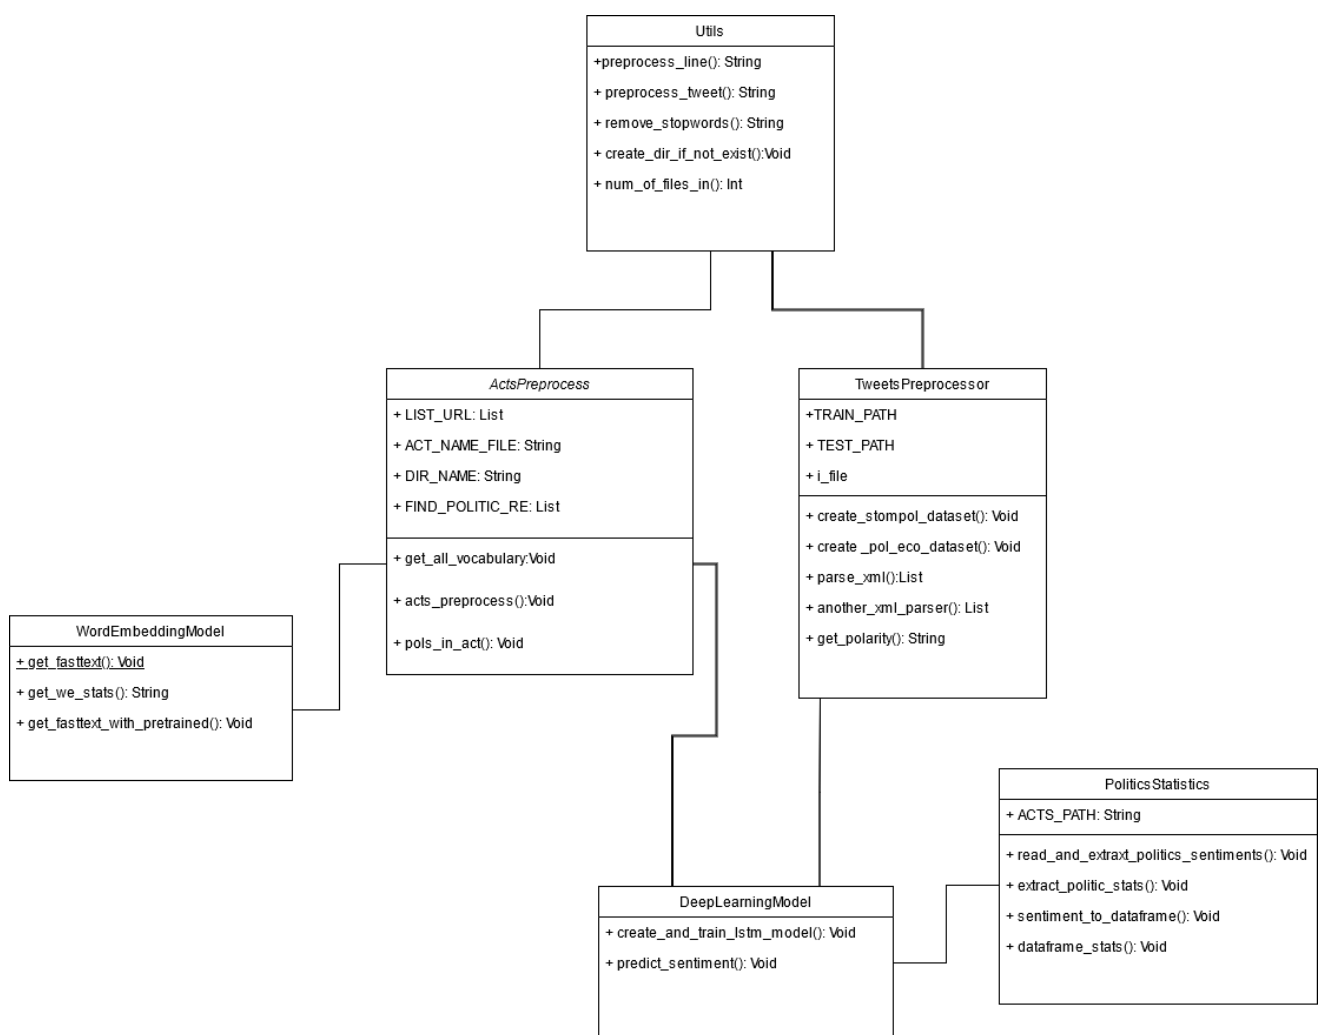 Utils
+preprocess_line(): String
+ preprocess_tweet(): String
+ remove_stopwords(): String
+ create_dir_if_not_exist():Void
+ num_of_files_in(): Int
ActsPreprocess
+ LIST_URL: List
+ ACT_NAME_FILE: String
+ DIR_NAME: String
+ FIND_POLITIC_RE: List
+ get_all_vocabulary:Void
+ acts_preprocess():Void
+ pols_in_act(): Void
TweetsPreprocessor
+TRAIN_PATH
+ TEST_PATH
+ i_file
+ create_stompol_dataset(): Void
+ create _pol_eco_dataset(): Void
+ parse_xml():List
+ another_xml_parser(): List
+ get_polarity(): String
WordEmbeddingModel
+ get_fasttext(): Void
+ get_we_stats(): String
+ get_fasttext_with_pretrained(): Void
PoliticsStatistics
+ ACTS_PATH: String
+ read_and_extraxt_politics_sentiments(): Void
+ extract_politic_stats(): Void
+ sentiment_to_dataframe(): Void
+ dataframe_stats(): Void
DeepLearningModel
+ create_and_train_lstm_model(): Void
+ predict_sentiment(): Void